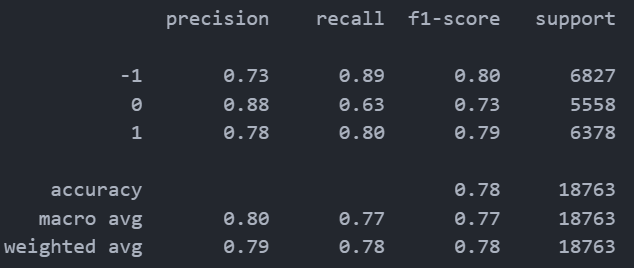 precision recall f1-score support
-1 0.73 0.89 0.80 6827
0 0.88 0.63 0.73 5558
1 0.78 0.80 0.79 6378
accuracy 0.78 18763
macro avg 0.80 0.77 0.77 18763
weighted avg 0.79 0.78 0.78 18763